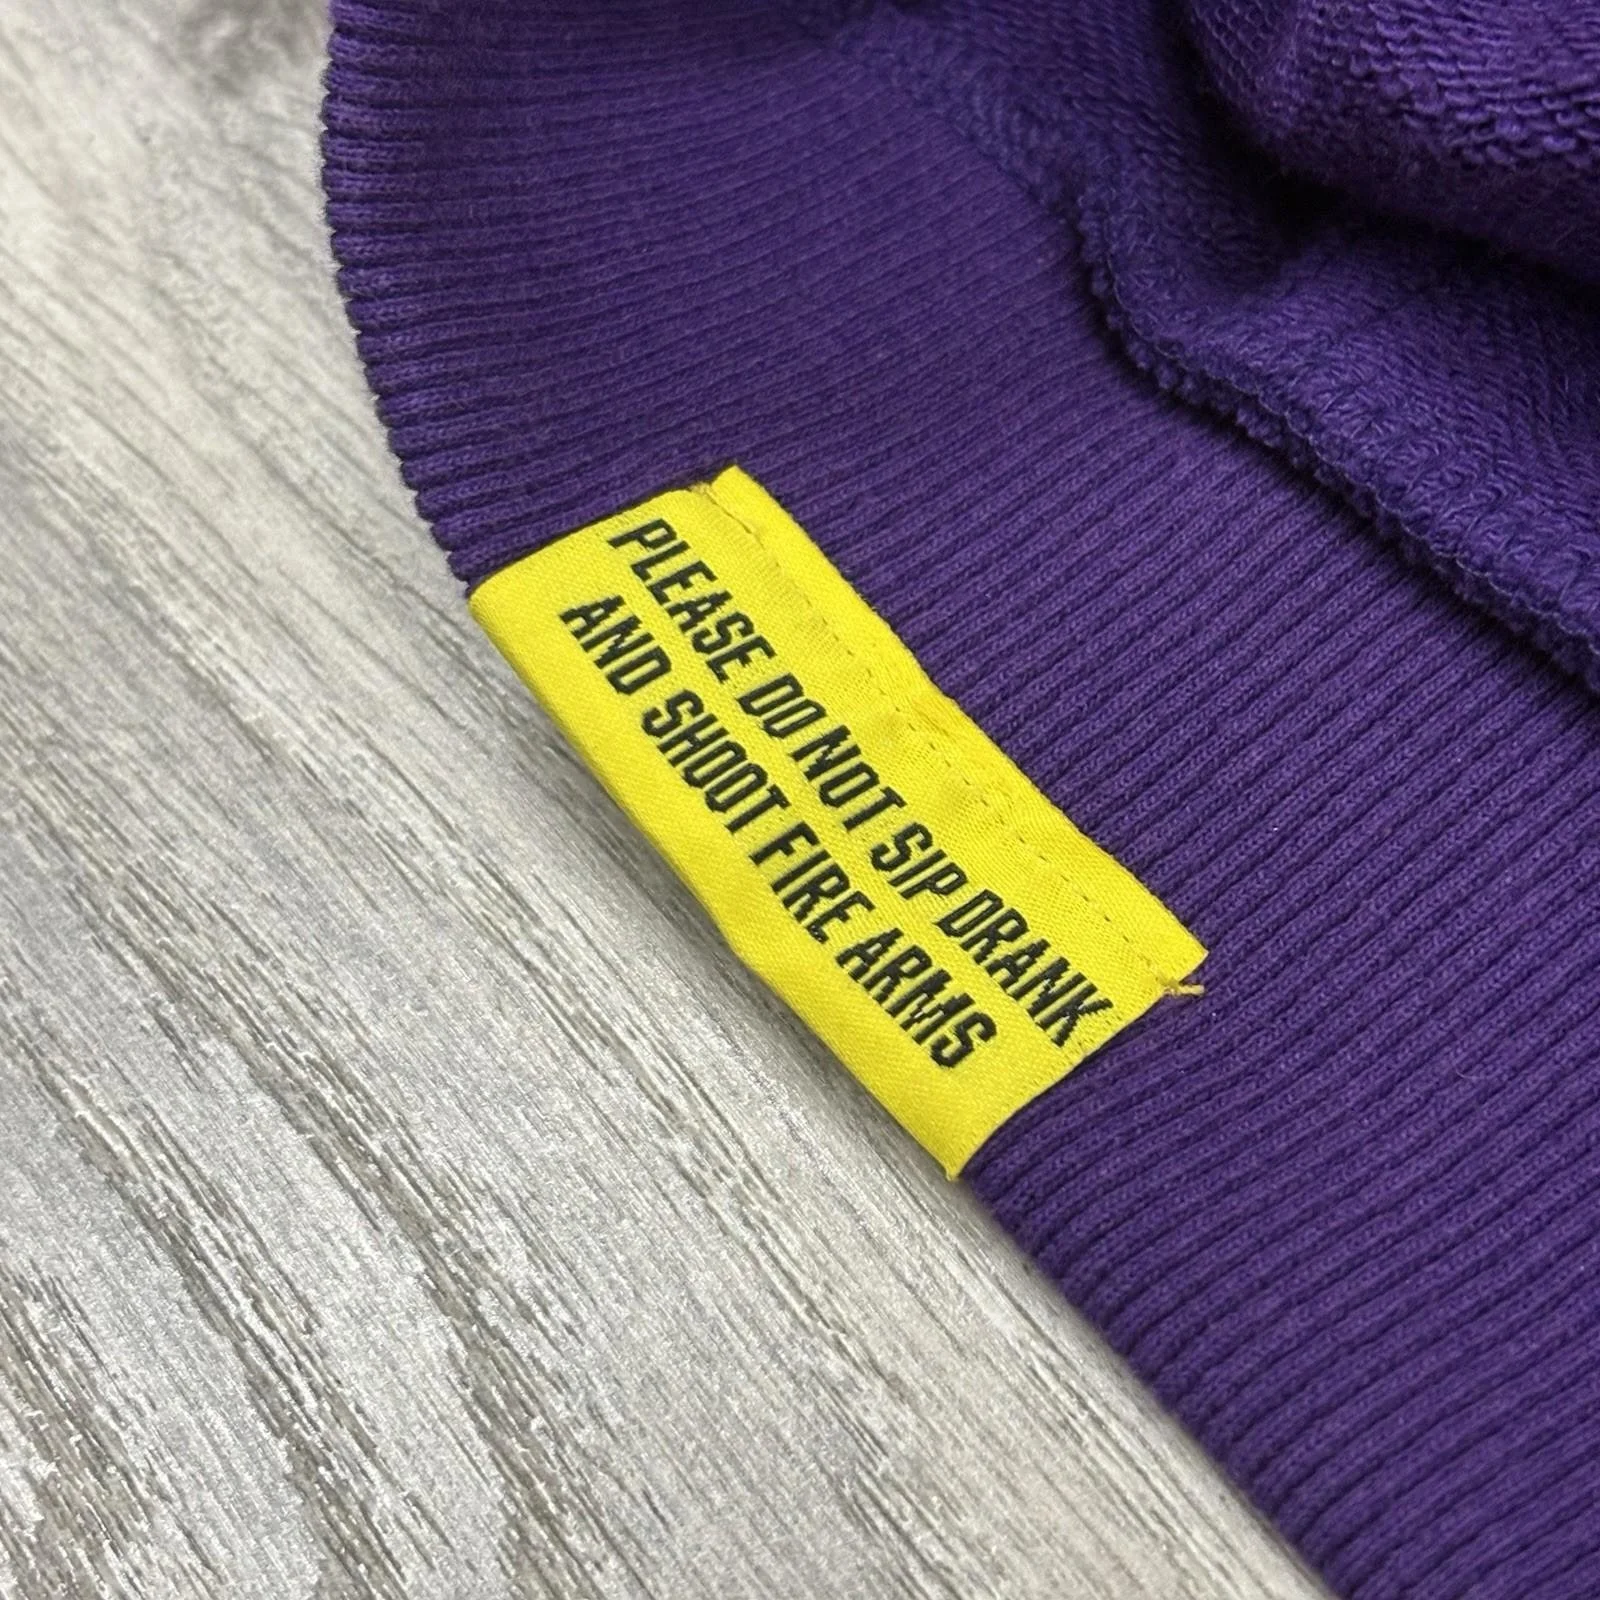 PLEASE DO NOT SIP DRANK
AND SHOOT FIRE ARMS